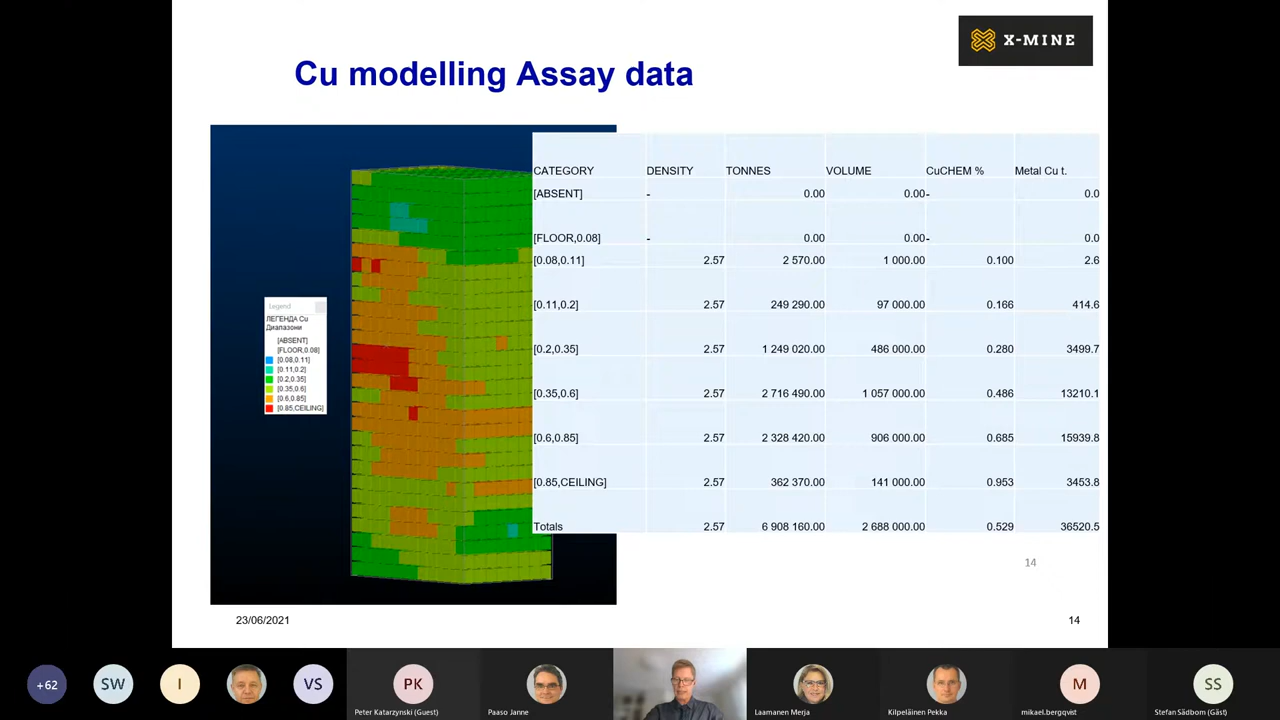 X-MINE
Cu modelling Assay data
CATEGORY DENSITY TONNES VOLUME CuCHEM % Metal Cu t.
[ABSENT] - 0.00 0.00 - 0.0
[FLOOR,0.08] - 0.00 0.00 - 0.0
[0.08,0.11] 2.57 2 570.00 1 000.00 0.100 2.6
[0.11,0.2] 2.57 249 290.00 97 000.00 0.166 414.6
[0.2,0.35] 2.57 1 249 020.00 486 000.00 0.280 3499.7
[0.35,0.6] 2.57 2 716 490.00 1 057 000.00 0.486 13210.1
[0.6,0.85] 2.57 2 328 420.00 906 000.00 0.685 15939.8
[0.85,CEILING] 2.57 362 370.00 141 000.00 0.953 3453.8
Totals 2.57 6 908 160.00 2 688 000.00 0.529 36520.5
Legend
ЛЕГЕНДА Cu
Диапазони
[ABSENT]
[FLOOR,0.08]
[0.08,0.11]
[0.11,0.2]
[0.2,0.35]
[0.35,0.6]
[0.6,0.85]
[0.85,CEILING]
14
23/06/2021
14
+62
SW
I
VS
PK
M
SS
Peter Katarzynski (Guest)
Paaso Janne
Laamanen Merja
Kilpeläinen Pekka
mikael.bergqvist
Stefan Sädbom (Gäst)